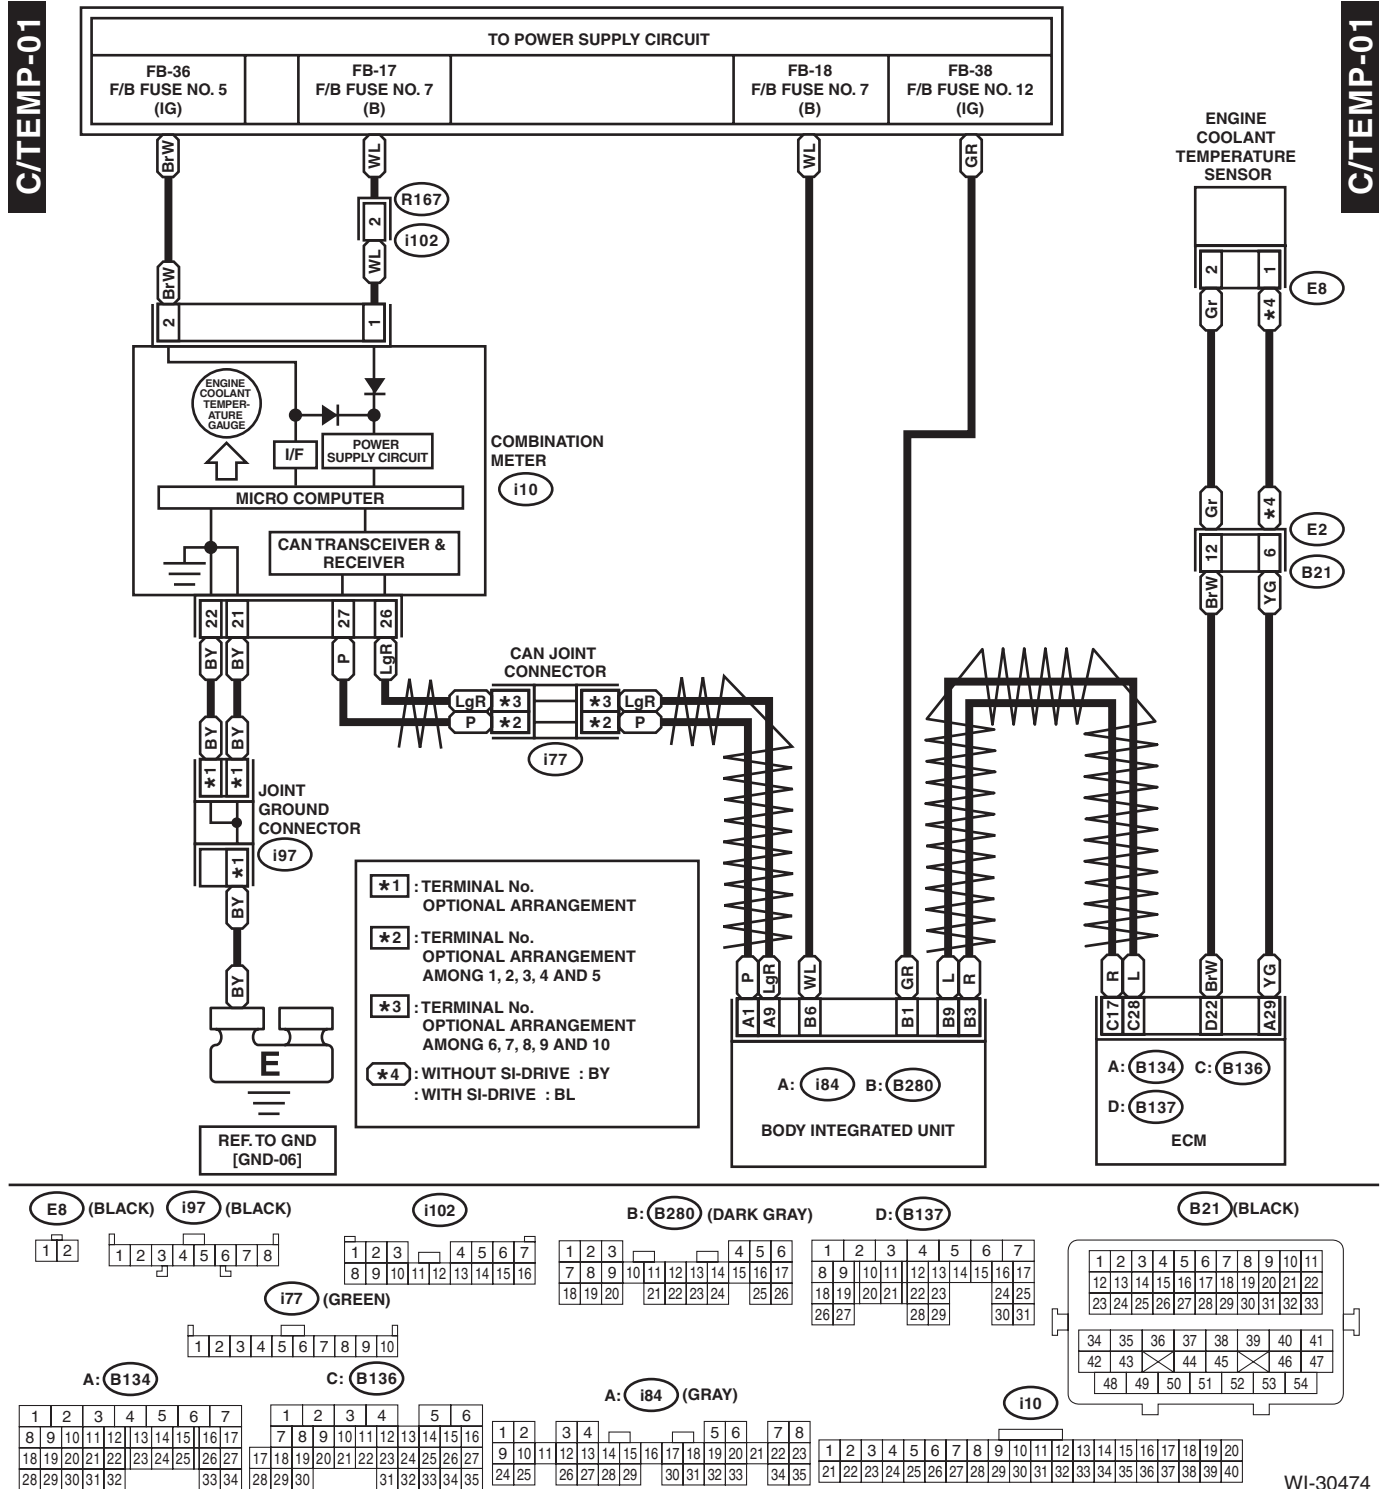 C/TEMP-01
C/TEMP-01
TO POWER SUPPLY CIRCUIT
FB-36
F/B FUSE NO. 5
(IG)
FB-17
F/B FUSE NO. 7
(B)
FB-18
F/B FUSE NO. 7
(B)
FB-38
F/B FUSE NO. 12
(IG)
ENGINE
COOLANT
TEMPERATURE
SENSOR
BrW
WL
WL
GR
R167
2
i102
WL
BrW
2
1
2
1
E8
Gr
*4
ENGINE
COOLANT
TEMPER-
ATURE
GAUGE
I/F
POWER
SUPPLY CIRCUIT
COMBINATION
METER
i10
MICRO COMPUTER
CAN TRANSCEIVER &
RECEIVER
Gr
*4
E2
12
6
B21
BrW
YG
22
21
27
26
BY
BY
P
LgR
CAN JOINT
CONNECTOR
LgR
*3
*3
LgR
P
*2
*2
P
i77
BY
BY
*1
*1
JOINT
GROUND
CONNECTOR
i97
*1
BY
BY
E
REF. TO GND
[GND-06]
*1 : TERMINAL No.
OPTIONAL ARRANGEMENT
*2 : TERMINAL No.
OPTIONAL ARRANGEMENT
AMONG 1, 2, 3, 4 AND 5
*3 : TERMINAL No.
OPTIONAL ARRANGEMENT
AMONG 6, 7, 8, 9 AND 10
*4 : WITHOUT SI-DRIVE : BY
: WITH SI-DRIVE : BL
P
LgR
WL
GR
L
R
A1
A9
B6
B1
B9
B3
A: i84 B: B280
BODY INTEGRATED UNIT
R
L
BrW
YG
C17
C28
D22
A29
A: B134 C: B136
D: B137
ECM
E8 (BLACK)
1 2
i97 (BLACK)
1 2 3 4 5 6 7 8
i102
1 2 3 4 5 6 7
8 9 10 11 12 13 14 15 16
B: B280 (DARK GRAY)
1 2 3 4 5 6
7 8 9 10 11 12 13 14 15 16 17
18 19 20 21 22 23 24 25 26
D: B137
1 2 3 4 5 6 7
8 9 10 11 12 13 14 15 16 17
18 19 20 21 22 23 24 25
26 27 28 29 30 31
B21 (BLACK)
1 2 3 4 5 6 7 8 9 10 11
12 13 14 15 16 17 18 19 20 21 22
23 24 25 26 27 28 29 30 31 32 33
34 35 36 37 38 39 40 41
42 43 44 45 46 47
48 49 50 51 52 53 54
i77 (GREEN)
1 2 3 4 5 6 7 8 9 10
A: B134
1 2 3 4 5 6 7
8 9 10 11 12 13 14 15 16 17
18 19 20 21 22 23 24 25 26 27
28 29 30 31 32 33 34
C: B136
1 2 3 4 5 6
7 8 9 10 11 12 13 14 15 16
17 18 19 20 21 22 23 24 25 26 27
28 29 30 31 32 33 34 35
A: i84 (GRAY)
1 2 3 4 5 6 7 8
9 10 11 12 13 14 15 16 17 18 19 20 21 22 23
24 25 26 27 28 29 30 31 32 33 34 35
i10
1 2 3 4 5 6 7 8 9 10 11 12 13 14 15 16 17 18 19 20
21 22 23 24 25 26 27 28 29 30 31 32 33 34 35 36 37 38 39 40
WI-30474